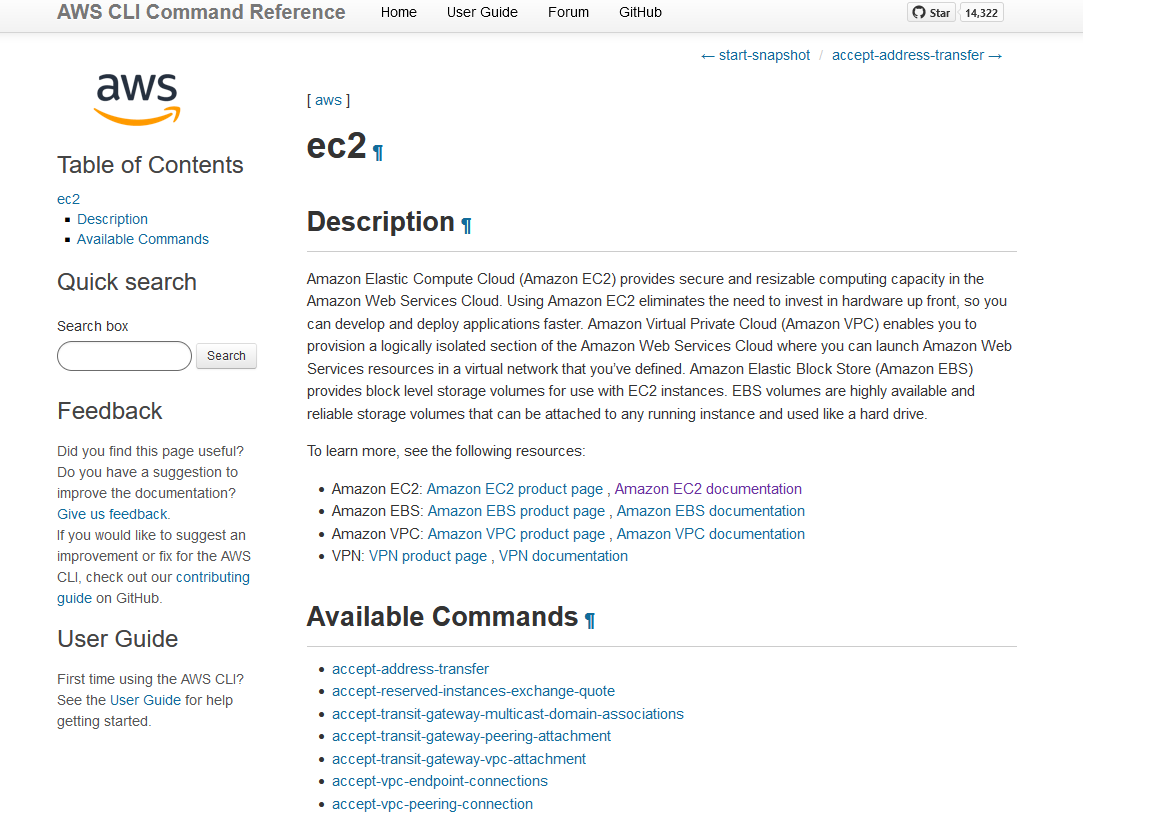 AWS CLI Command Reference Home User Guide Forum GitHub Star 14,322
← start-snapshot / accept-address-transfer →
aws
Table of Contents
ec2
▪ Description
▪ Available Commands
Quick search
Search box
Search
Feedback
Did you find this page useful?
Do you have a suggestion to
improve the documentation?
Give us feedback.
If you would like to suggest an
improvement or fix for the AWS
CLI, check out our contributing
guide on GitHub.
User Guide
First time using the AWS CLI?
See the User Guide for help
getting started.
[ aws ]
ec2 ¶
Description ¶
Amazon Elastic Compute Cloud (Amazon EC2) provides secure and resizable computing capacity in the
Amazon Web Services Cloud. Using Amazon EC2 eliminates the need to invest in hardware up front, so you
can develop and deploy applications faster. Amazon Virtual Private Cloud (Amazon VPC) enables you to
provision a logically isolated section of the Amazon Web Services Cloud where you can launch Amazon Web
Services resources in a virtual network that you’ve defined. Amazon Elastic Block Store (Amazon EBS)
provides block level storage volumes for use with EC2 instances. EBS volumes are highly available and
reliable storage volumes that can be attached to any running instance and used like a hard drive.
To learn more, see the following resources:
• Amazon EC2: Amazon EC2 product page , Amazon EC2 documentation
• Amazon EBS: Amazon EBS product page , Amazon EBS documentation
• Amazon VPC: Amazon VPC product page , Amazon VPC documentation
• VPN: VPN product page , VPN documentation
Available Commands ¶
• accept-address-transfer
• accept-reserved-instances-exchange-quote
• accept-transit-gateway-multicast-domain-associations
• accept-transit-gateway-peering-attachment
• accept-transit-gateway-vpc-attachment
• accept-vpc-endpoint-connections
• accept-vpc-peering-connection